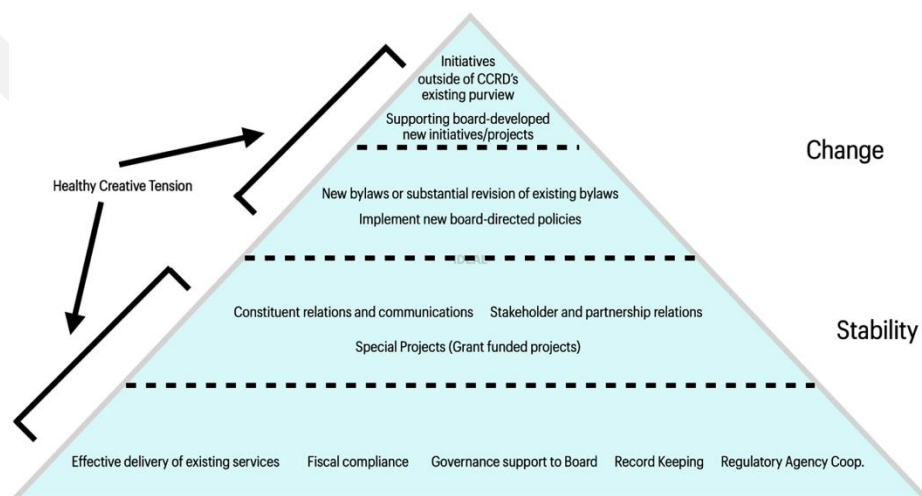 Initiatives
outside of CCRD's
existing purview
Supporting board-developed
new initiatives/projects
Change
Healthy Creative Tension
New bylaws or substantial revision of existing bylaws
Implement new board-directed policies
IDEAL
Constituent relations and communications Stakeholder and partnership relations
Stability
Special Projects (Grant funded projects)
Effective delivery of existing services Fiscal compliance Governance support to Board Record Keeping Regulatory Agency Coop.